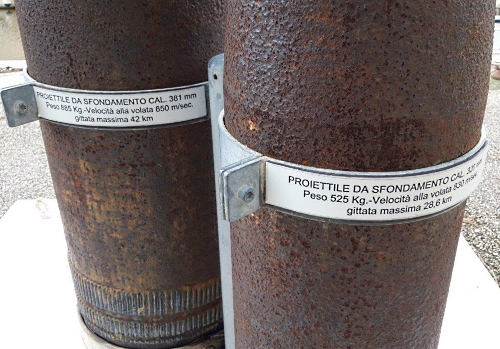 PROIETTILE DA SFONDAMENTO CAL. 381 mm
Peso 885 Kg.-Velocità alla volata 850 m/sec.
gittata massima 42 km
PROIETTILE DA SFONDAMENTO CAL.
Peso 525 Kg.-Velocità alla volata 830
gittata massima 28,6 km